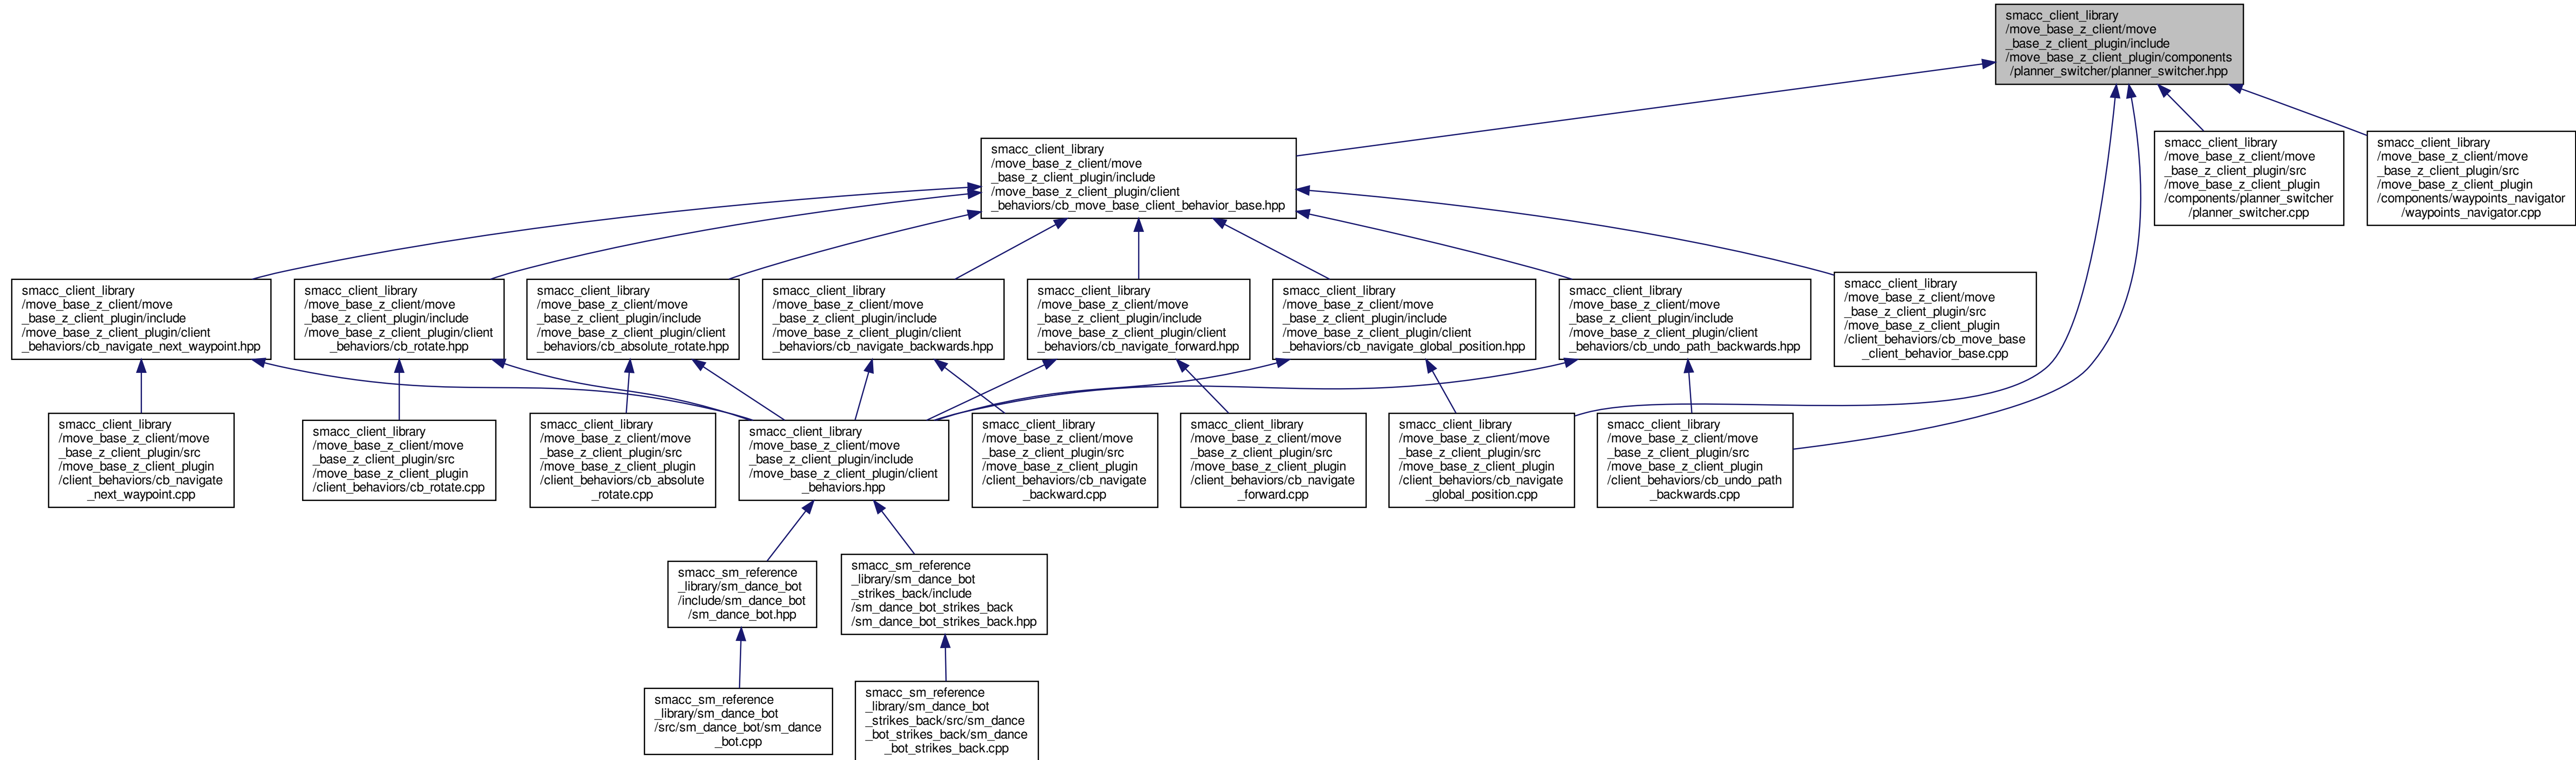 smacc_client_library
/move_base_z_client/move
_base_z_client_plugin/include
/move_base_z_client_plugin/components
/planner_switcher/planner_switcher.hpp
smacc_client_library
/move_base_z_client/move
_base_z_client_plugin/include
/move_base_z_client_plugin/client
_behaviors/cb_move_base_client_behavior_base.hpp
smacc_client_library
/move_base_z_client/move
_base_z_client_plugin/src
/move_base_z_client_plugin
/components/planner_switcher
/planner_switcher.cpp
smacc_client_library
/move_base_z_client/move
_base_z_client_plugin/src
/move_base_z_client_plugin
/components/waypoints_navigator
/waypoints_navigator.cpp
smacc_client_library
/move_base_z_client/move
_base_z_client_plugin/include
/move_base_z_client_plugin/client
_behaviors/cb_navigate_next_waypoint.hpp
smacc_client_library
/move_base_z_client/move
_base_z_client_plugin/include
/move_base_z_client_plugin/client
_behaviors/cb_rotate.hpp
smacc_client_library
/move_base_z_client/move
_base_z_client_plugin/include
/move_base_z_client_plugin/client
_behaviors/cb_absolute_rotate.hpp
smacc_client_library
/move_base_z_client/move
_base_z_client_plugin/include
/move_base_z_client_plugin/client
_behaviors/cb_navigate_backwards.hpp
smacc_client_library
/move_base_z_client/move
_base_z_client_plugin/include
/move_base_z_client_plugin/client
_behaviors/cb_navigate_forward.hpp
smacc_client_library
/move_base_z_client/move
_base_z_client_plugin/include
/move_base_z_client_plugin/client
_behaviors/cb_navigate_global_position.hpp
smacc_client_library
/move_base_z_client/move
_base_z_client_plugin/include
/move_base_z_client_plugin/client
_behaviors/cb_undo_path_backwards.hpp
smacc_client_library
/move_base_z_client/move
_base_z_client_plugin/src
/move_base_z_client_plugin
/client_behaviors/cb_move_base
_client_behavior_base.cpp
smacc_client_library
/move_base_z_client/move
_base_z_client_plugin/src
/move_base_z_client_plugin
/client_behaviors/cb_navigate
_next_waypoint.cpp
smacc_client_library
/move_base_z_client/move
_base_z_client_plugin/src
/move_base_z_client_plugin
/client_behaviors/cb_rotate.cpp
smacc_client_library
/move_base_z_client/move
_base_z_client_plugin/src
/move_base_z_client_plugin
/client_behaviors/cb_absolute
_rotate.cpp
smacc_client_library
/move_base_z_client/move
_base_z_client_plugin/include
/move_base_z_client_plugin/client
_behaviors.hpp
smacc_client_library
/move_base_z_client/move
_base_z_client_plugin/src
/move_base_z_client_plugin
/client_behaviors/cb_navigate
_backward.cpp
smacc_client_library
/move_base_z_client/move
_base_z_client_plugin/src
/move_base_z_client_plugin
/client_behaviors/cb_navigate
_forward.cpp
smacc_client_library
/move_base_z_client/move
_base_z_client_plugin/src
/move_base_z_client_plugin
/client_behaviors/cb_navigate
_global_position.cpp
smacc_client_library
/move_base_z_client/move
_base_z_client_plugin/src
/move_base_z_client_plugin
/client_behaviors/cb_undo_path
_backwards.cpp
smacc_sm_reference
_library/sm_dance_bot
/include/sm_dance_bot
/sm_dance_bot.hpp
smacc_sm_reference
_library/sm_dance_bot
_strikes_back/include
/sm_dance_bot_strikes_back
/sm_dance_bot_strikes_back.hpp
smacc_sm_reference
_library/sm_dance_bot
/src/sm_dance_bot/sm_dance
_bot.cpp
smacc_sm_reference
_library/sm_dance_bot
_strikes_back/src/sm_dance
_bot_strikes_back/sm_dance
_bot_strikes_back.cpp